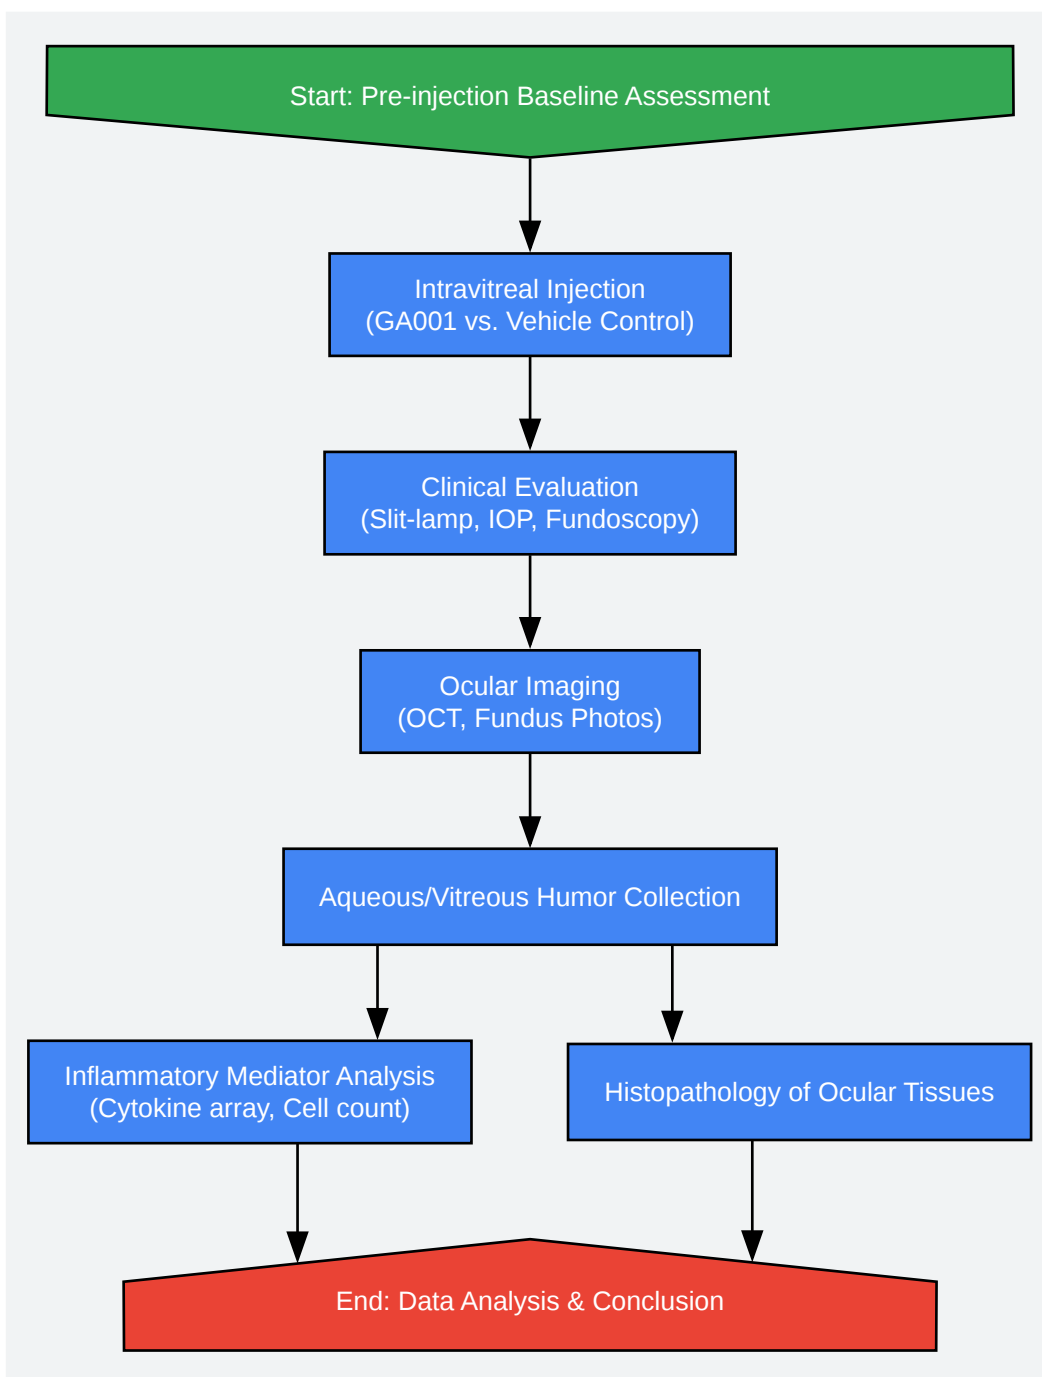 Start: Pre-injection Baseline Assessment
Intravitreal Injection
(GA001 vs. Vehicle Control)
Clinical Evaluation
(Slit-lamp, IOP, Fundoscopy)
Ocular Imaging
(OCT, Fundus Photos)
Aqueous/Vitreous Humor Collection
Inflammatory Mediator Analysis
(Cytokine array, Cell count)
Histopathology of Ocular Tissues
End: Data Analysis & Conclusion